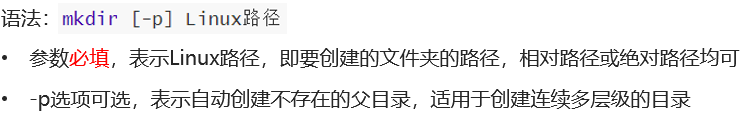 语法：mkdir [-p] Linux路径
• 参数必填，表示Linux路径，即要创建的文件夹的路径，相对路径或绝对路径均可
• -p选项可选，表示自动创建不存在的父目录，适用于创建连续多层级的目录